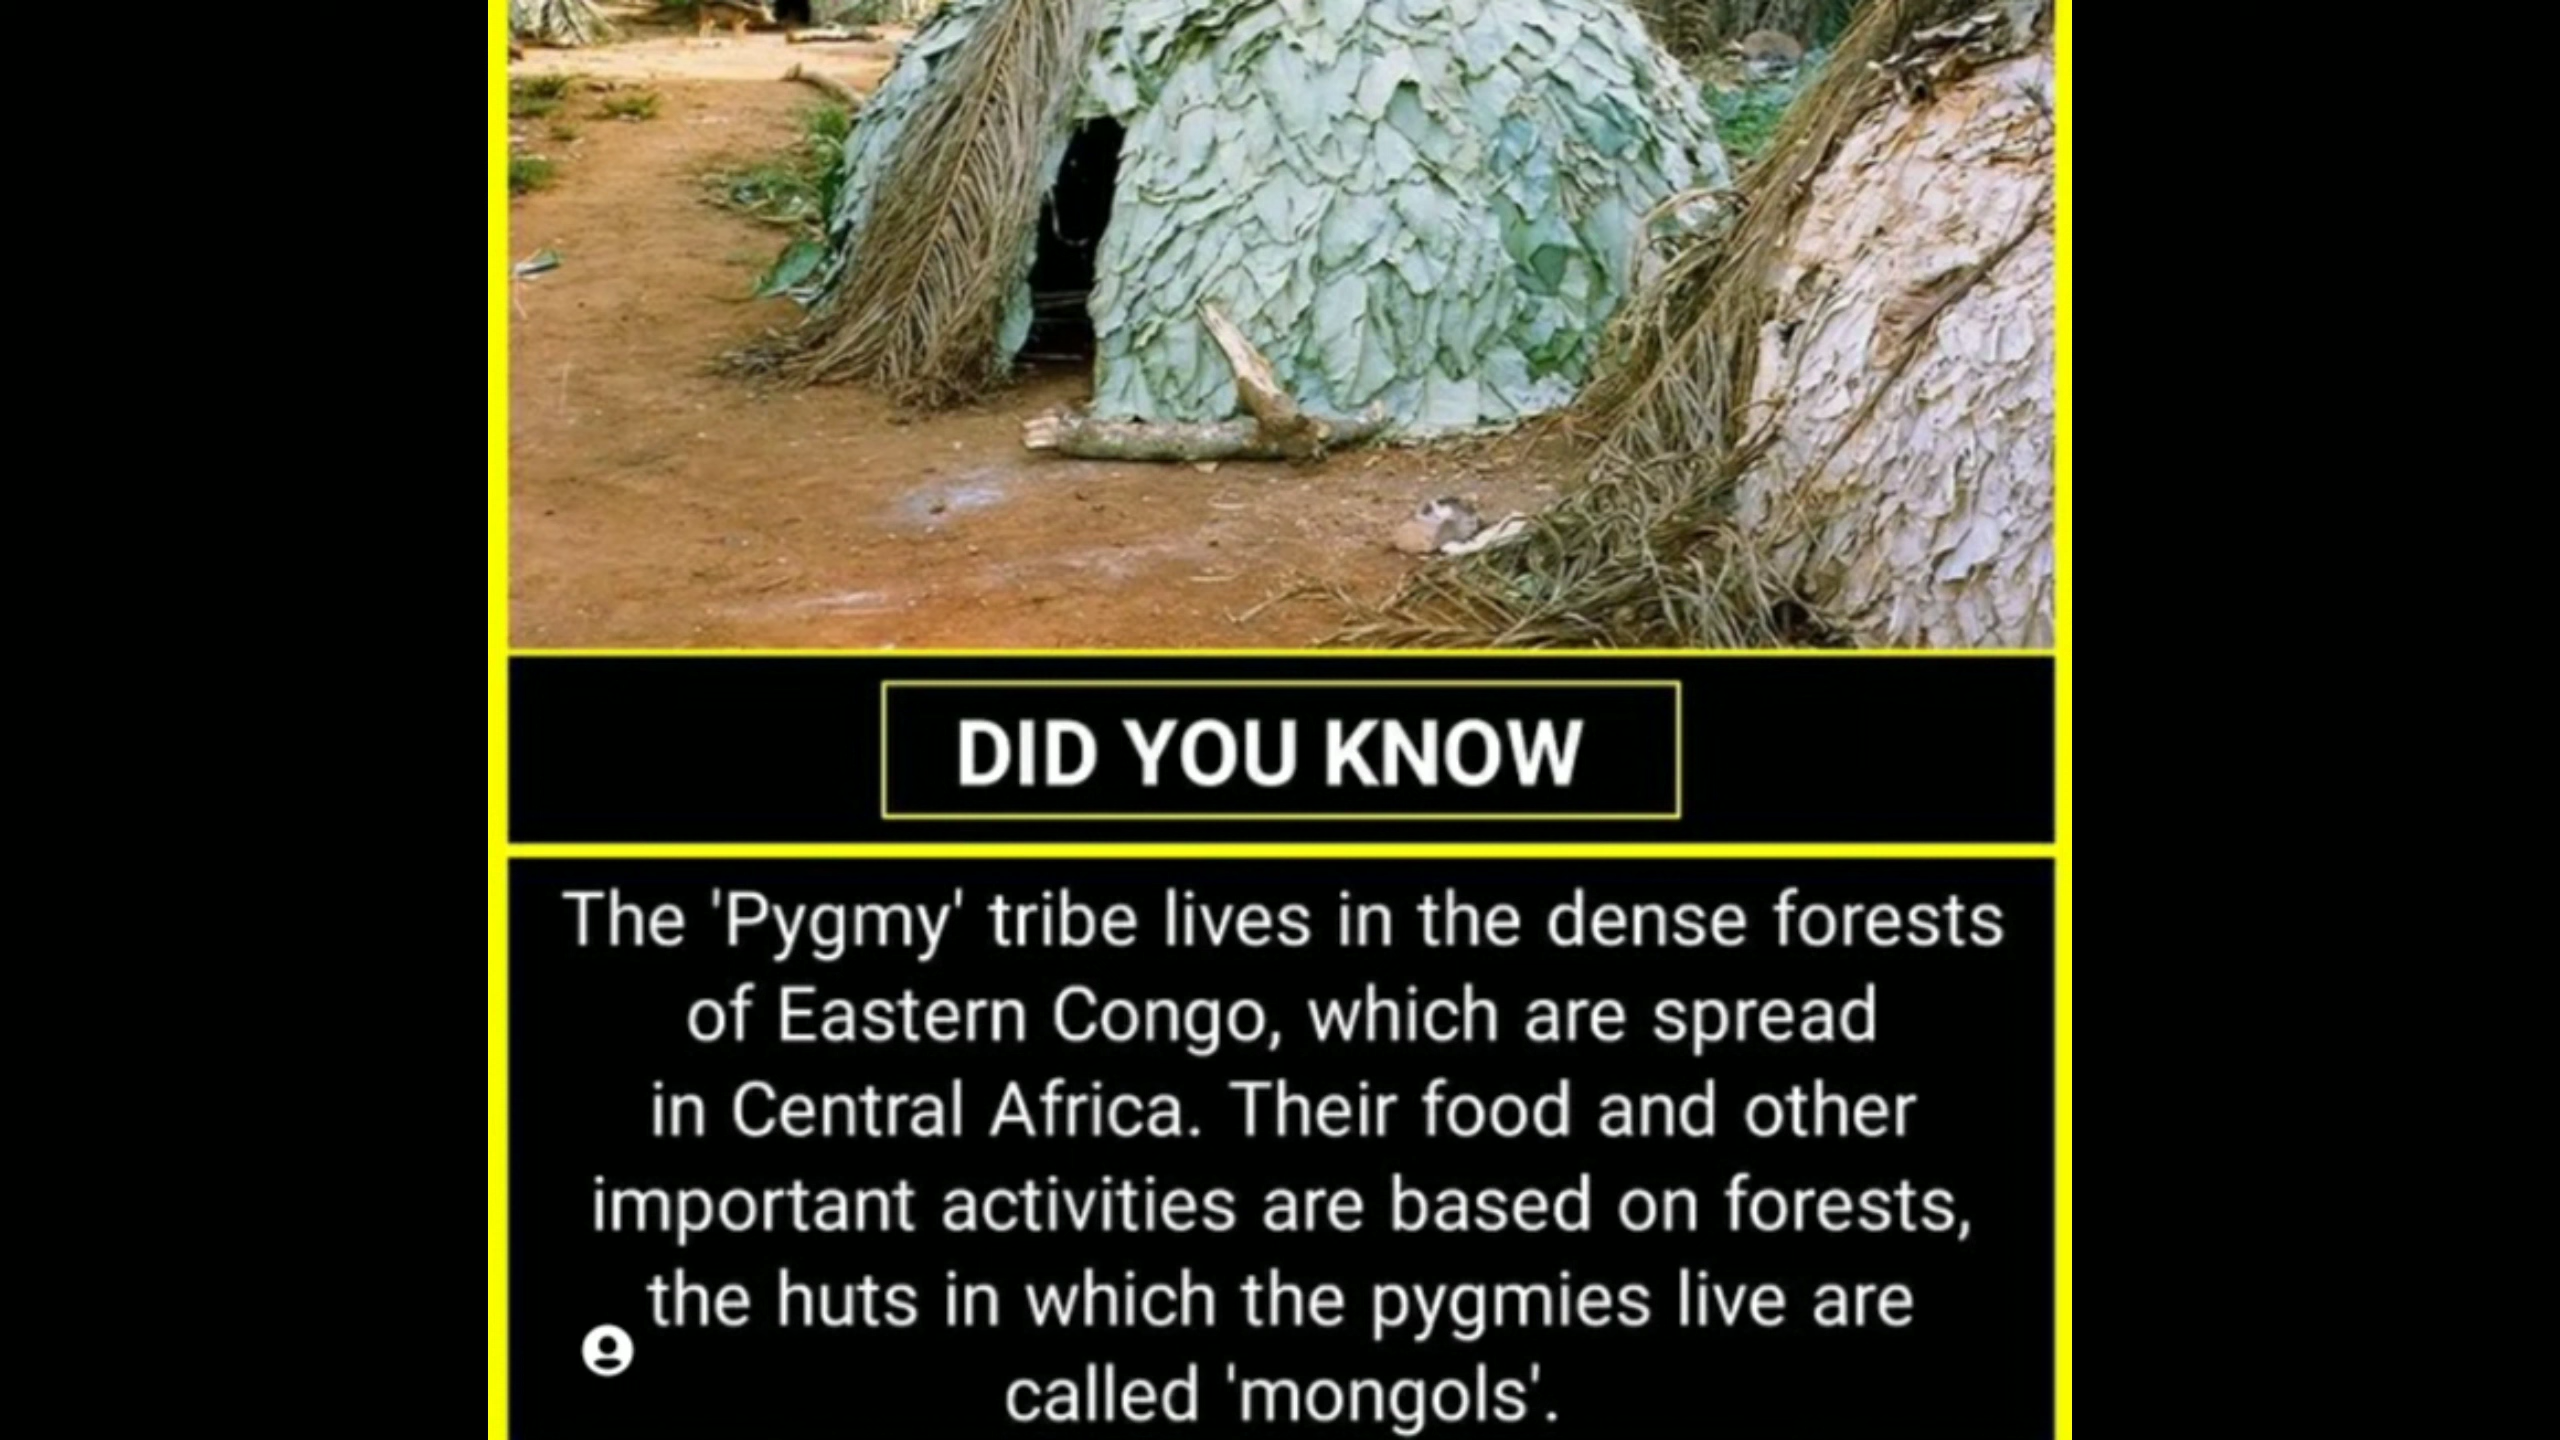 DID YOU KNOW
The 'Pygmy' tribe lives in the dense forests
of Eastern Congo, which are spread
in Central Africa. Their food and other
important activities are based on forests,
the huts in which the pygmies live are
called 'mongols'.